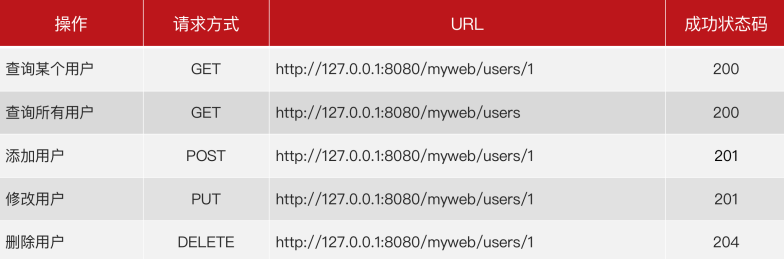 操作 请求方式 URL 成功状态码
查询某个用户 GET http://127.0.0.1:8080/myweb/users/1 200
查询所有用户 GET http://127.0.0.1:8080/myweb/users 200
添加用户 POST http://127.0.0.1:8080/myweb/users/1 201
修改用户 PUT http://127.0.0.1:8080/myweb/users/1 201
删除用户 DELETE http://127.0.0.1:8080/myweb/users/1 204